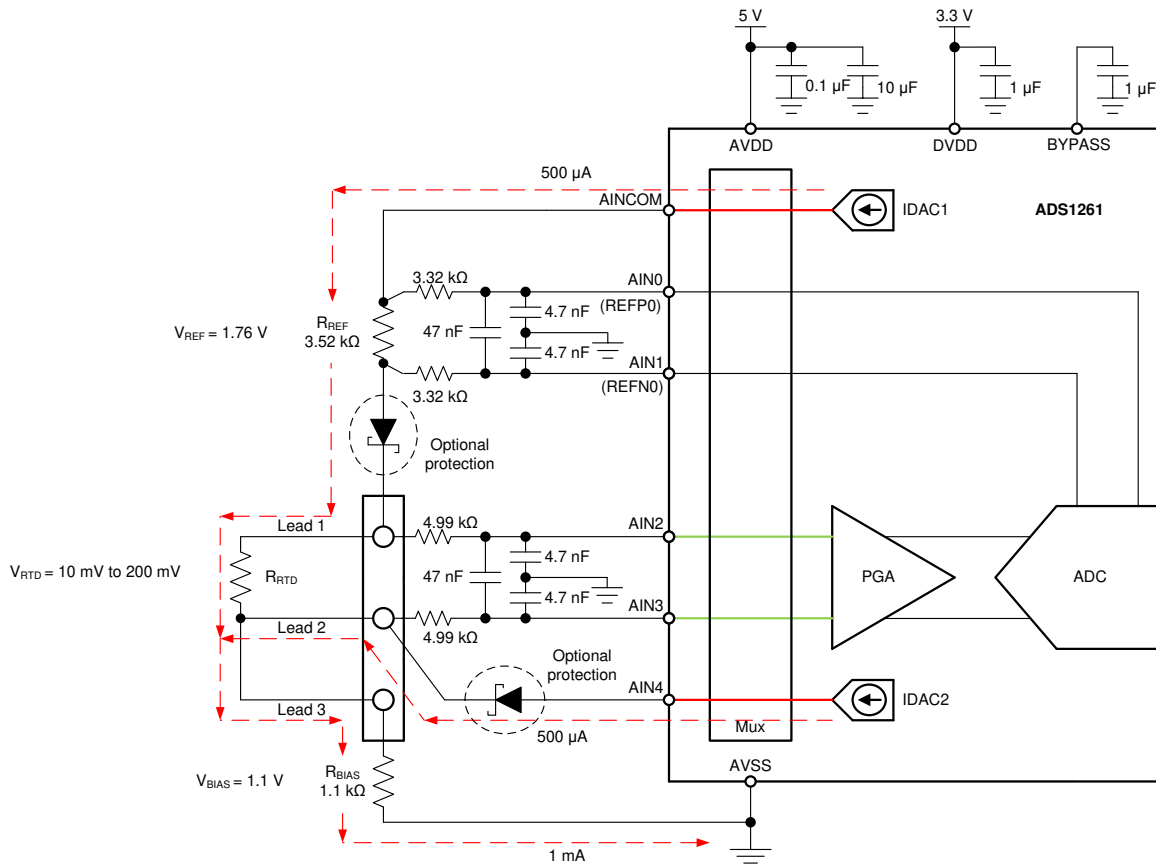 5 V
3.3 V
0.1 µF
10 µF
1 µF
1 µF
AVDD
DVDD
BYPASS
500 µA
AINCOM
IDAC1
ADS1261
3.32 kΩ
AIN0
(REFP0)
4.7 nF
VREF = 1.76 V
RREF
3.52 kΩ
47 nF
4.7 nF
AIN1
(REFN0)
3.32 kΩ
Optional
protection
Lead 1
4.99 kΩ
AIN2
4.7 nF
VRTD = 10 mV to 200 mV
RRTD
47 nF
4.7 nF
PGA
ADC
AIN3
Lead 2
4.99 kΩ
Optional
protection
AIN4
IDAC2
Lead 3
500 µA
Mux
AVSS
VBIAS = 1.1 V
RBIAS
1.1 kΩ
1 mA